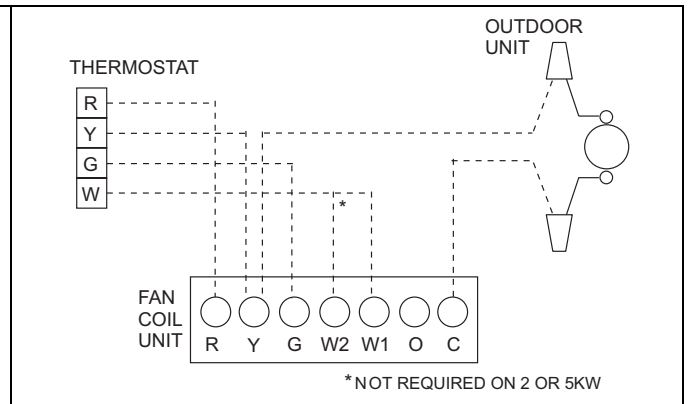 OUTDOOR
UNIT
THERMOSTAT
R
Y
G
W
*
FAN
COIL
UNIT
R Y G W2 W1 O C
*NOT REQUIRED ON 2 OR 5KW